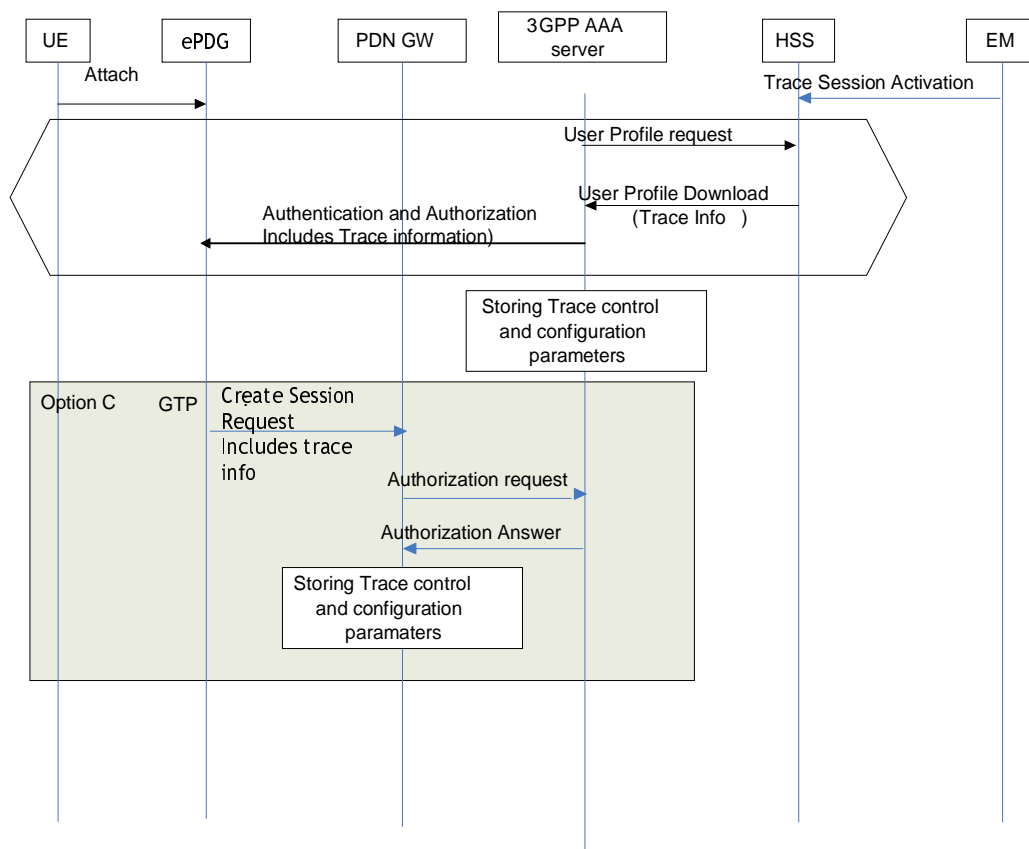 UE
ePDG
PDN GW
3GPP AAA
server
HSS
EM
Attach
Trace Session Activation
User Profile request
User Profile Download
(Trace Info )
Authentication and Authorization
Includes Trace information)
Storing Trace control
and configuration
parameters
Option C
GTP
Create Session
Request
Includes trace
info
Authorization request
Authorization Answer
Storing Trace control
and configuration
paramaters